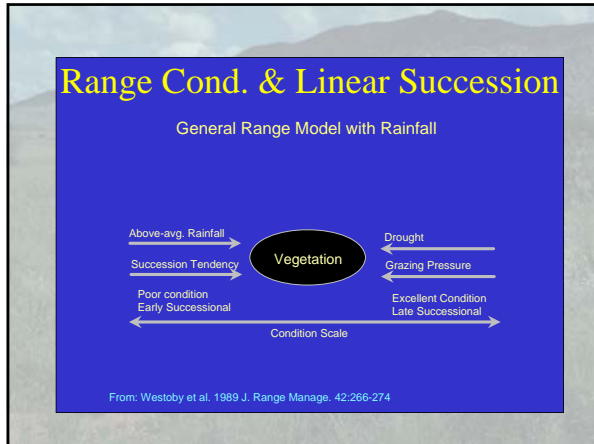 Range Cond. & Linear Succession
General Range Model with Rainfall
Above-avg. Rainfall
Succession Tendency
Vegetation
Drought
Grazing Pressure
Poor condition
Early Successional
Excellent Condition
Late Successional
Condition Scale
From: Westoby et al. 1989 J. Range Manage. 42:266-274